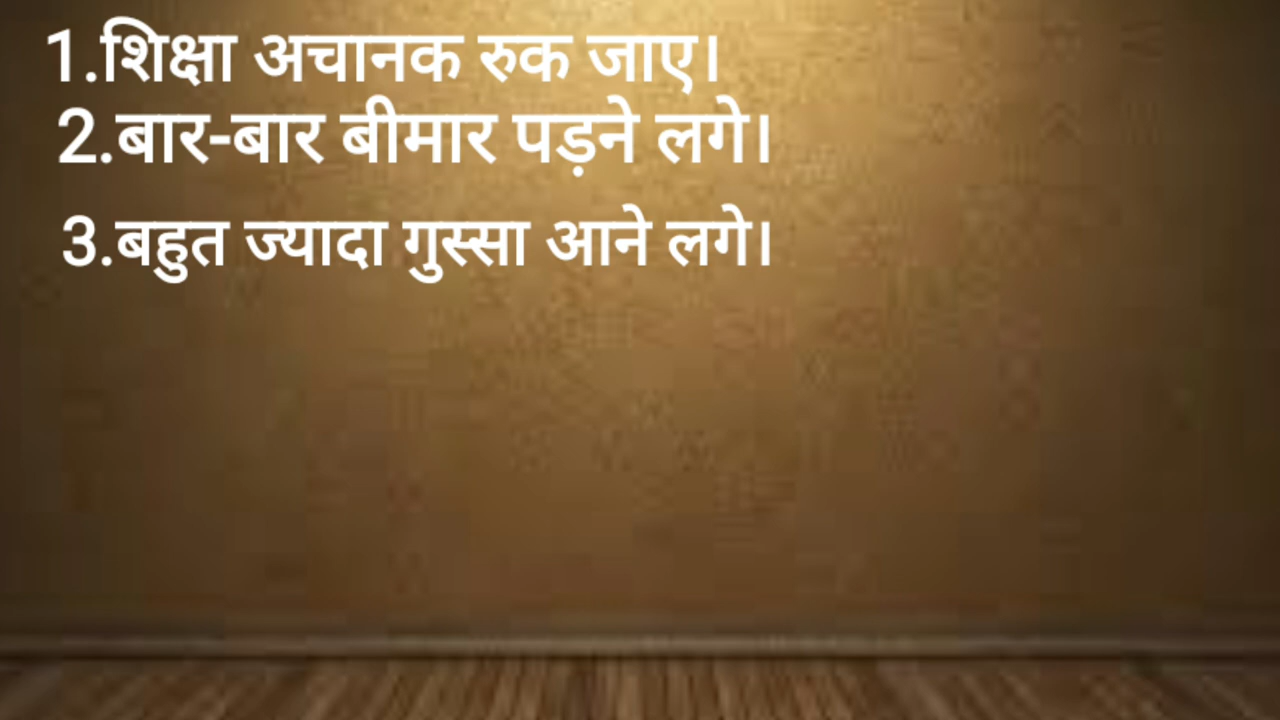 1.शिक्षा अचानक रुक जाए।
2.बार-बार बीमार पड़ने लगे।
3.बहुत ज्यादा गुस्सा आने लगे।